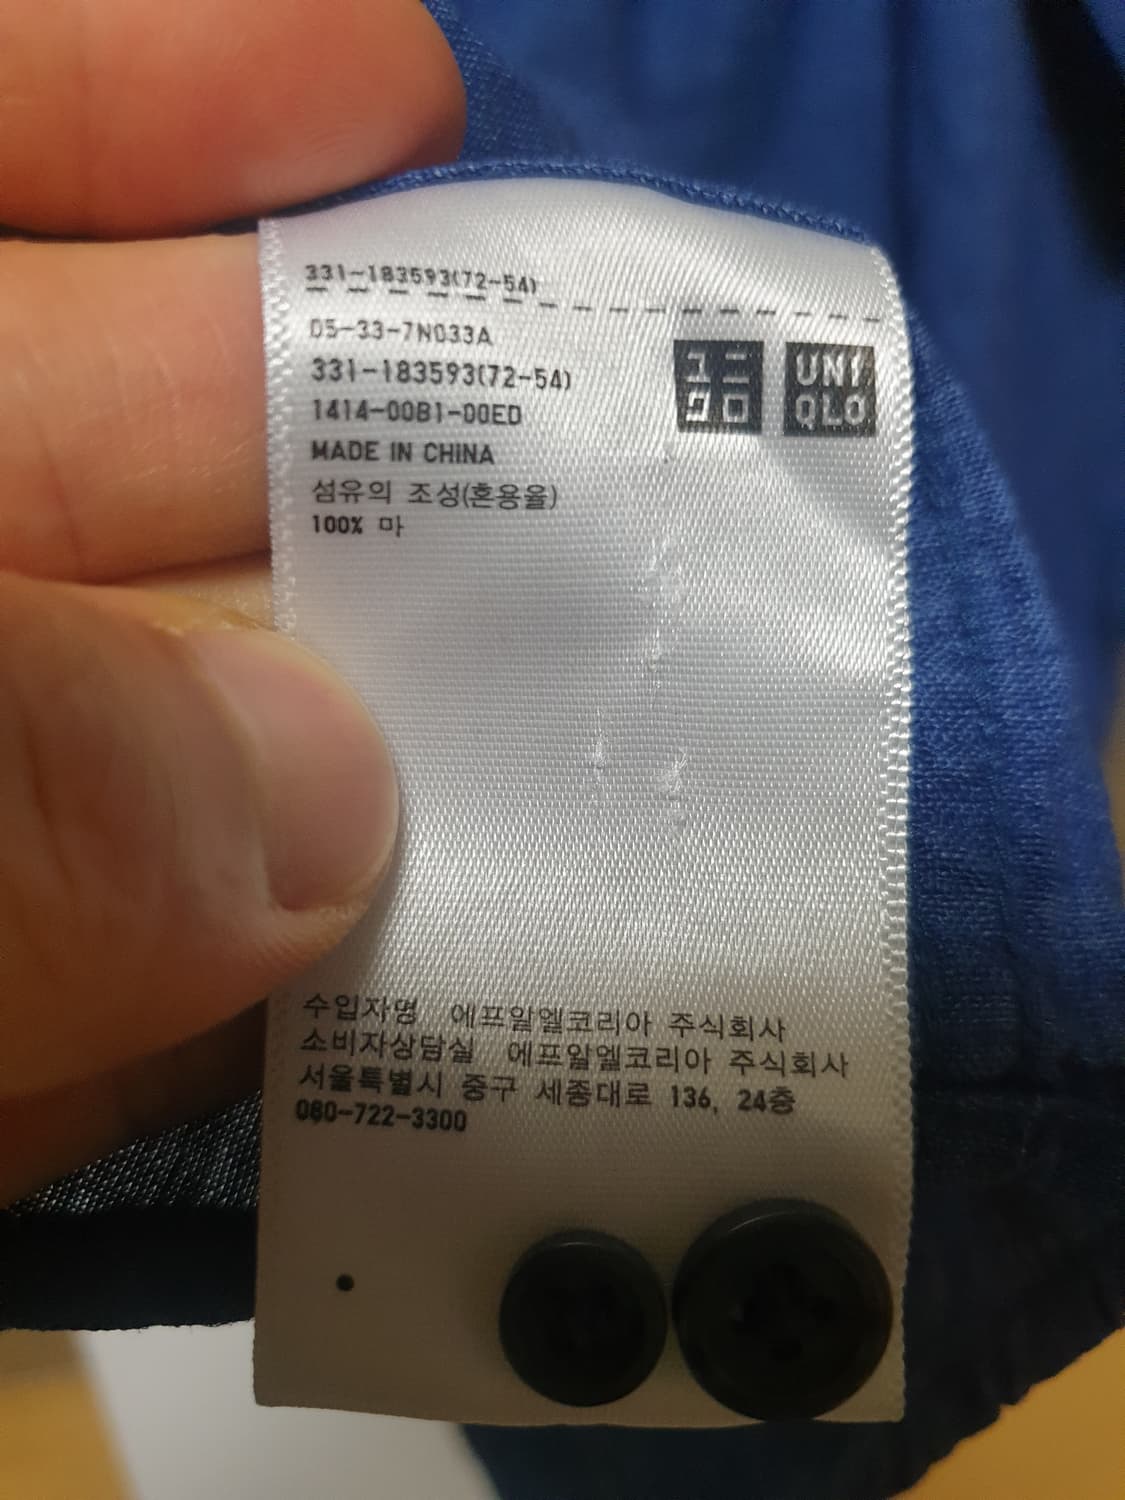 331-183593(72-54)
05-33-7N033A
331-183593(72-54)
1414-00B1-00ED
MADE IN CHINA
섬유의 조성(혼용율)
100% 마
ユニ
クロ
UNI
QLO
수입자명 에프알엘코리아 주식회사
소비자상담실 에프알엘코리아 주식회사
서울특별시 중구 세종대로 136, 24층
080-722-3300